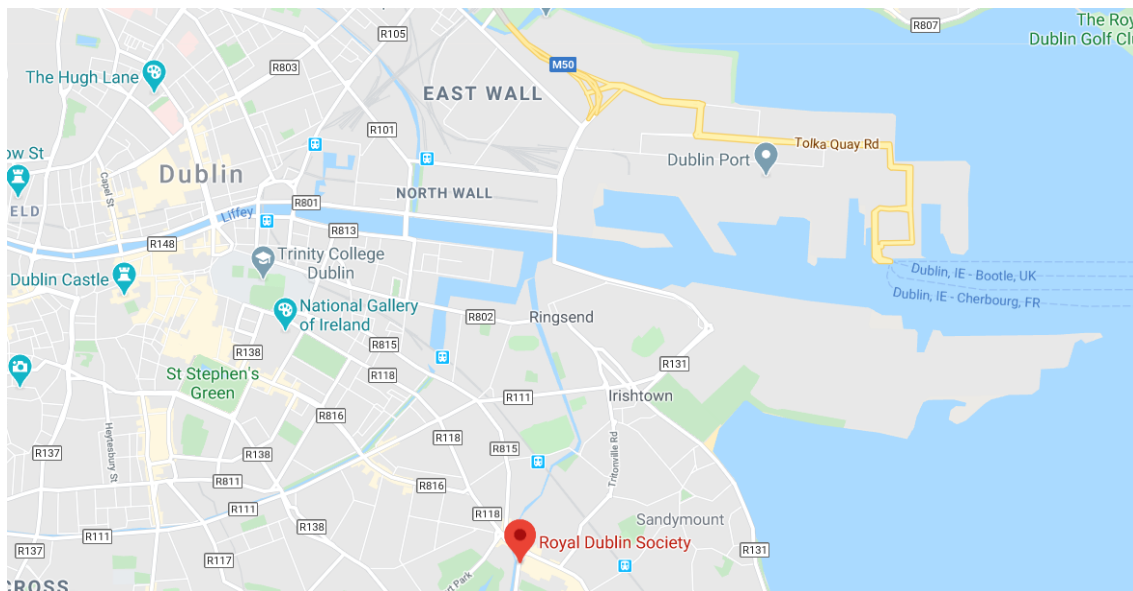 R807
The Roy
Dublin Golf Clu
R105
M50
The Hugh Lane
R803
EAST WALL
R101
Tolka Quay Rd
Dublin Port
ow St
Dublin
Capel St
NORTH WALL
ELD
R801
Liffey
R813
R148
Trinity College
Dublin
Dublin Castle
Dublin, IE - Bootle, UK
Dublin, IE - Cherbourg, FR
National Gallery
of Ireland
R802
Ringsend
R138
R815
St Stephen's
Green
R118
R131
R111
Irishtown
R816
Heytesbury St
R118
R815
Tritonville Rd
R137
R138
R811
R816
R111
R118
Sandymount
R138
R111
Royal Dublin Society
R137
R117
R131
rt Park
CROSS